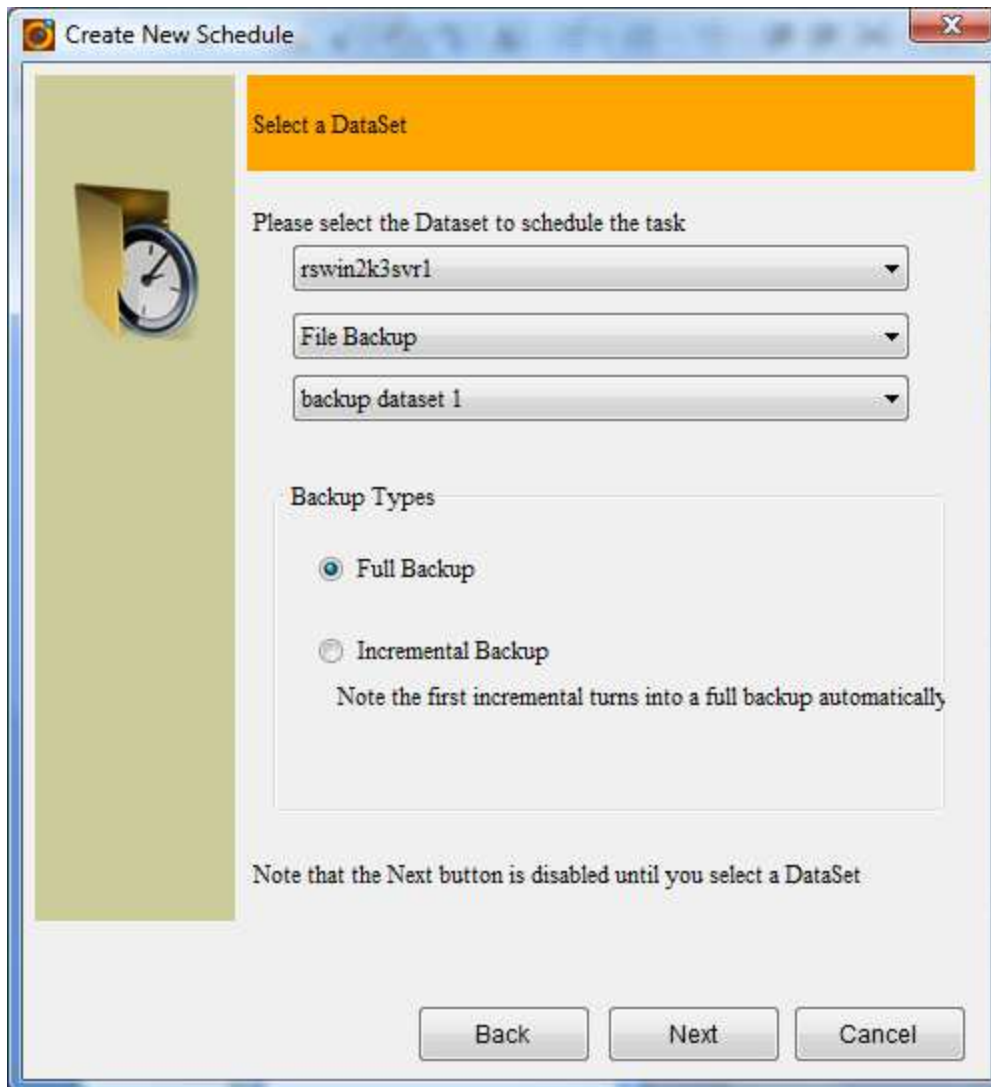 Create New Schedule
Select a DataSet
Please select the Dataset to schedule the task
rswin2k3svr1
File Backup
backup dataset 1
Backup Types
Full Backup
Incremental Backup
Note the first incremental turns into a full backup automatically
Note that the Next button is disabled until you select a DataSet
Back
Next
Cancel